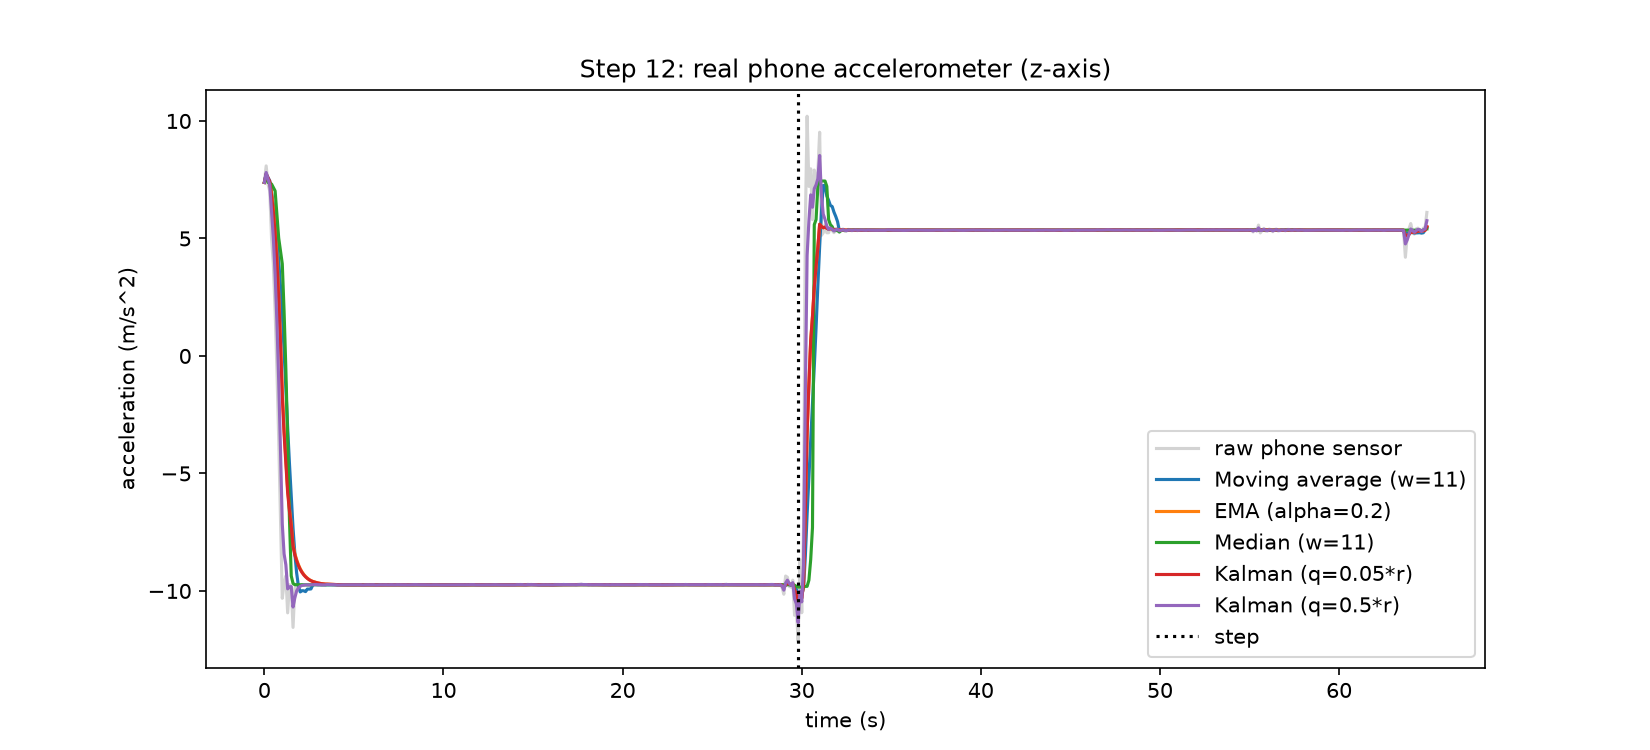 Step 12: real phone accelerometer (z-axis)
acceleration (m/s^2)
10
5
0
−5
−10
raw phone sensor
Moving average (w=11)
EMA (alpha=0.2)
Median (w=11)
Kalman (q=0.05*r)
Kalman (q=0.5*r)
step
0 10 20 30 40 50 60
time (s)